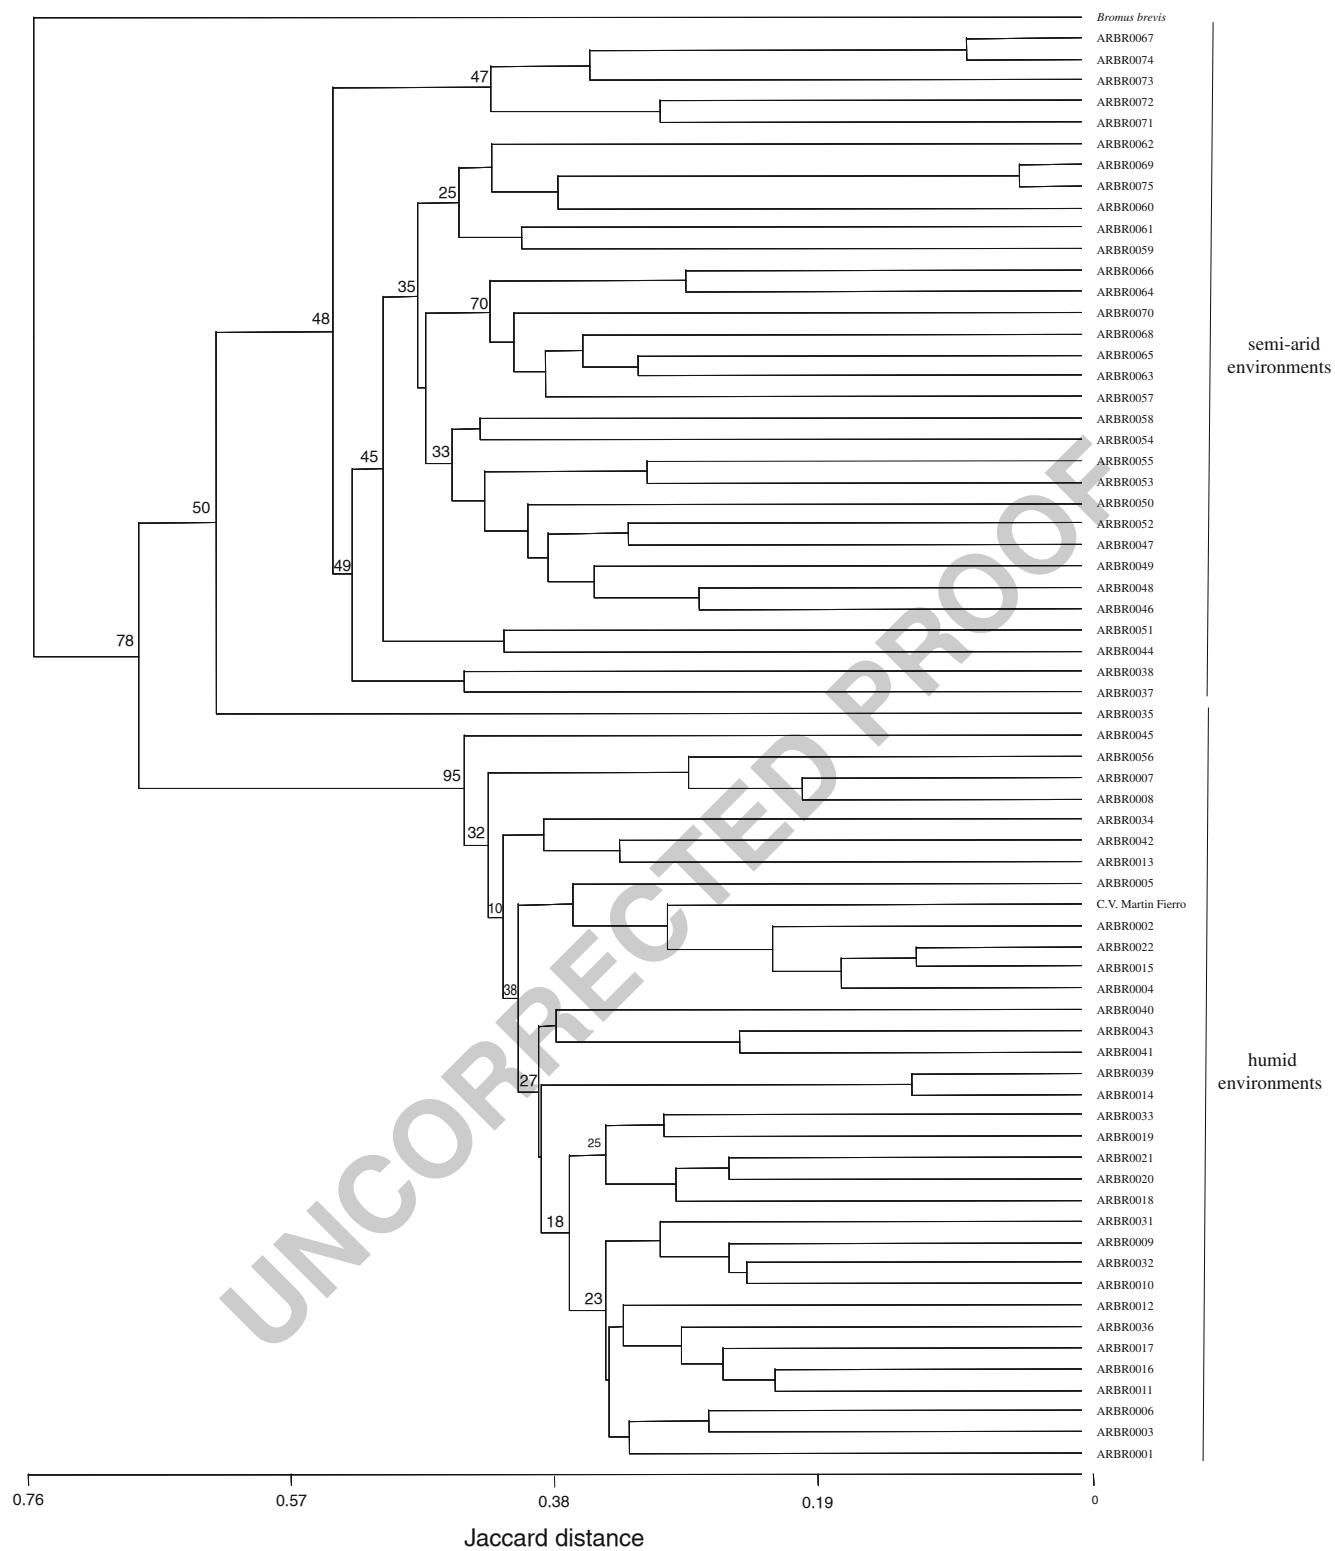 Bromus brevis
ARBR0067
ARBR0074
ARBR0073
47
ARBR0072
ARBR0071
ARBR0062
ARBR0069
ARBR0075
25
ARBR0060
ARBR0061
ARBR0059
ARBR0066
35
ARBR0064
70
ARBR0070
48
ARBR0068
ARBR0065
ARBR0063
ARBR0057
semi-arid
environments
ARBR0058
ARBR0054
33
45
ARBR0055
ARBR0053
50
ARBR0050
ARBR0052
ARBR0047
49
ARBR0049
ARBR0048
ARBR0046
78
ARBR0051
ARBR0044
ARBR0038
ARBR0037
ARBR0035
ARBR0045
ARBR0056
95
ARBR0007
ARBR0008
ARBR0034
32
ARBR0042
ARBR0013
ARBR0005
10
C.V. Martin Fierro
ARBR0002
ARBR0022
ARBR0015
38
ARBR0004
ARBR0040
ARBR0043
ARBR0041
27
ARBR0039
ARBR0014
humid
environments
ARBR0033
ARBR0019
25
ARBR0021
ARBR0020
ARBR0018
18
ARBR0031
ARBR0009
ARBR0032
ARBR0010
23
ARBR0012
ARBR0036
ARBR0017
ARBR0016
ARBR0011
ARBR0006
ARBR0003
ARBR0001
0.76
0.57
0.38
0.19
0
Jaccard distance
UNCORRECTED PROOF